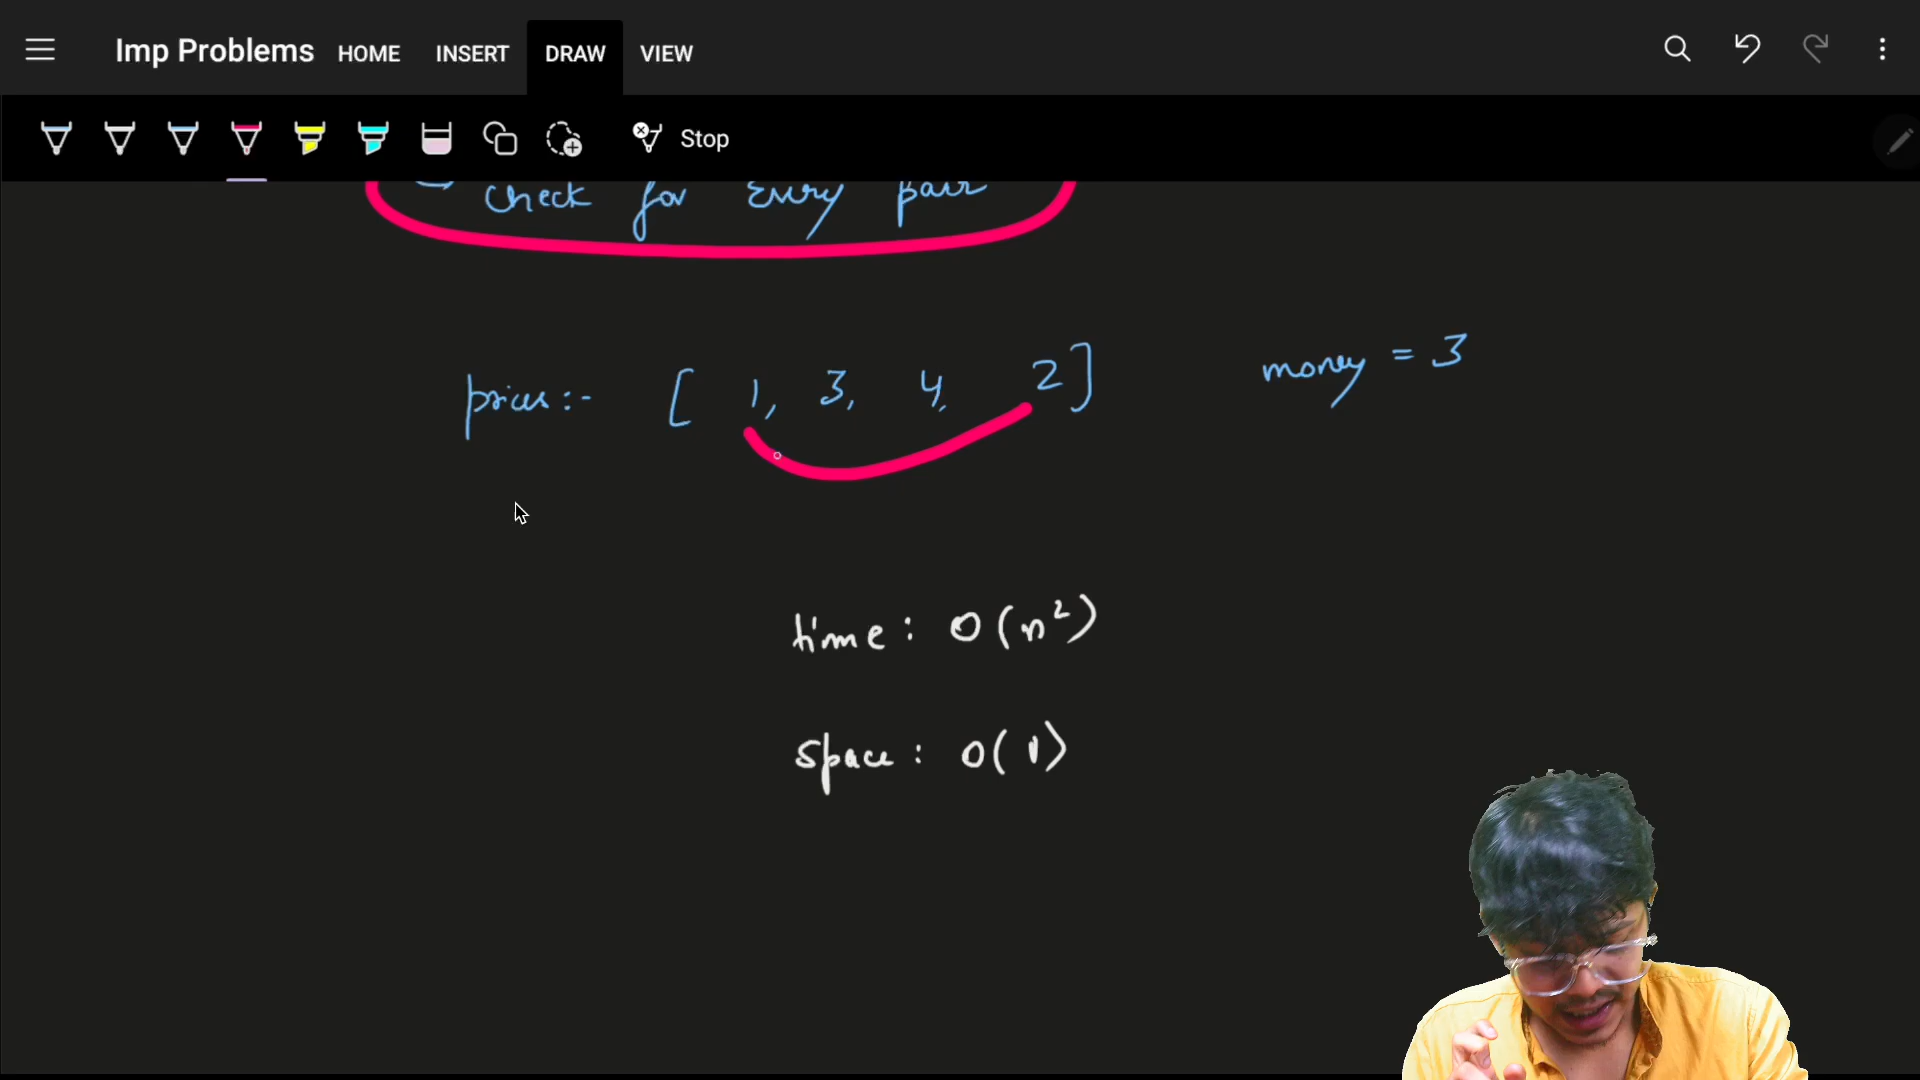 Imp Problems HOME INSERT DRAW VIEW
Stop
Check for Every pair
prices :- [ 1, 3, 4, 2 ] money = 3
time : O(n²)
space : O(1)